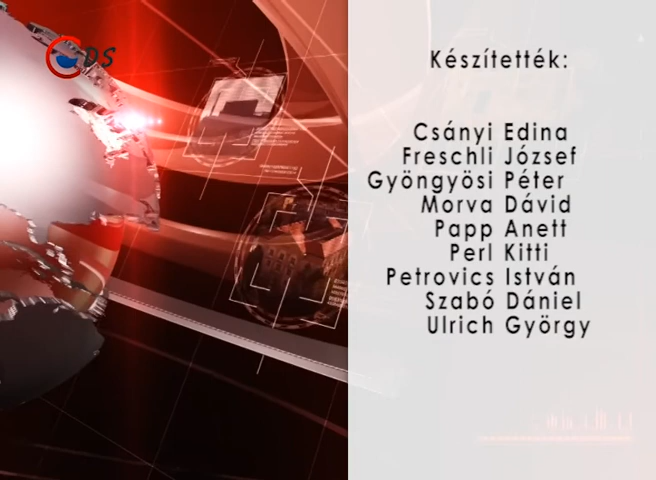 CDS
Készítették:
Csányi Edina
Freschli József
Gyöngyösi Péter
Morva Dávid
Papp Anett
Perl Kitti
Petrovics István
Szabó Dániel
Ulrich György